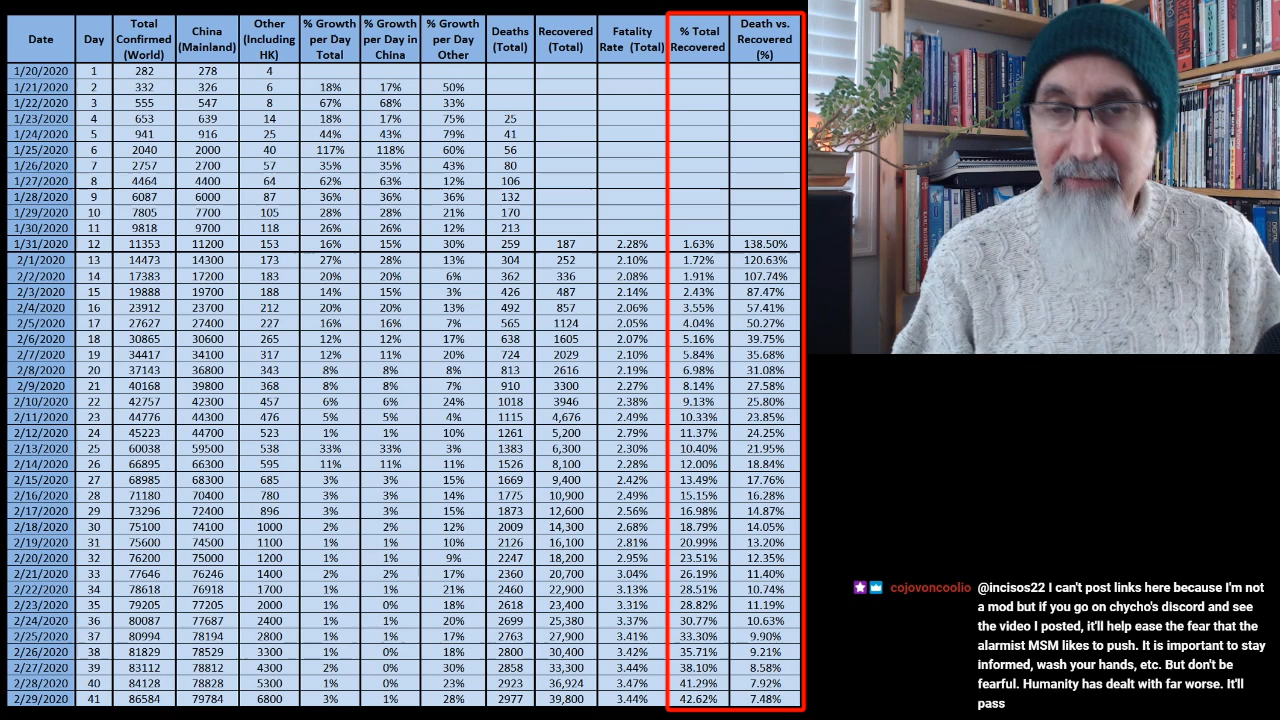 Date Day Total Confirmed (World) China (Mainland) Other (Including HK) % Growth per Day Total % Growth per Day in China % Growth per Day Other Deaths (Total) Recovered (Total) Fatality Rate (Total) % Total Recovered Death vs. Recovered (%)
1/20/2020 1 282 278 4
1/21/2020 2 332 326 6 18% 17% 50%
1/22/2020 3 555 547 8 67% 68% 33%
1/23/2020 4 653 639 14 18% 17% 75% 25
1/24/2020 5 941 916 25 44% 43% 79% 41
1/25/2020 6 2040 2000 40 117% 118% 60% 56
1/26/2020 7 2757 2700 57 35% 35% 43% 80
1/27/2020 8 4464 4400 64 62% 63% 12% 106
1/28/2020 9 6087 6000 87 36% 36% 36% 132
1/29/2020 10 7805 7700 105 28% 28% 21% 170
1/30/2020 11 9818 9700 118 26% 26% 12% 213
1/31/2020 12 11353 11200 153 16% 15% 30% 259 187 2.28% 1.63% 138.50%
2/1/2020 13 14473 14300 173 27% 28% 13% 304 252 2.10% 1.72% 120.63%
2/2/2020 14 17383 17200 183 20% 20% 6% 362 336 2.08% 1.91% 107.74%
2/3/2020 15 19888 19700 188 14% 15% 3% 426 487 2.14% 2.43% 87.47%
2/4/2020 16 23912 23700 212 20% 20% 13% 492 857 2.06% 3.55% 57.41%
2/5/2020 17 27627 27400 227 16% 16% 7% 565 1124 2.05% 4.04% 50.27%
2/6/2020 18 30865 30600 265 12% 12% 17% 638 1605 2.07% 5.16% 39.75%
2/7/2020 19 34417 34100 317 12% 11% 20% 724 2029 2.10% 5.84% 35.68%
2/8/2020 20 37143 36800 343 8% 8% 8% 813 2616 2.19% 6.98% 31.08%
2/9/2020 21 40168 39800 368 8% 8% 7% 910 3300 2.27% 8.14% 27.58%
2/10/2020 22 42757 42300 457 6% 6% 24% 1018 3946 2.38% 9.13% 25.80%
2/11/2020 23 44776 44300 476 5% 5% 4% 1115 4,676 2.49% 10.33% 23.85%
2/12/2020 24 45223 44700 523 1% 1% 10% 1261 5,200 2.79% 11.37% 24.25%
2/13/2020 25 60038 59500 538 33% 33% 3% 1383 6,300 2.30% 10.40% 21.95%
2/14/2020 26 66895 66300 595 11% 11% 11% 1526 8,100 2.28% 12.00% 18.84%
2/15/2020 27 68985 68300 685 3% 3% 15% 1669 9,400 2.42% 13.49% 17.76%
2/16/2020 28 71180 70400 780 3% 3% 14% 1775 10,900 2.49% 15.15% 16.28%
2/17/2020 29 73296 72400 896 3% 3% 15% 1873 12,600 2.56% 16.98% 14.87%
2/18/2020 30 75100 74100 1000 2% 2% 12% 2009 14,300 2.68% 18.79% 14.05%
2/19/2020 31 75600 74500 1100 1% 1% 10% 2126 16,100 2.81% 20.99% 13.20%
2/20/2020 32 76200 75000 1200 1% 1% 9% 2247 18,200 2.95% 23.51% 12.35%
2/21/2020 33 77646 76246 1400 2% 2% 17% 2360 20,700 3.04% 26.19% 11.40%
2/22/2020 34 78618 76918 1700 1% 1% 21% 2460 22,900 3.13% 28.51% 10.74%
2/23/2020 35 79205 77205 2000 1% 0% 18% 2618 23,400 3.31% 28.82% 11.19%
2/24/2020 36 80087 77687 2400 1% 1% 20% 2699 25,380 3.37% 30.77% 10.63%
2/25/2020 37 80994 78194 2800 1% 1% 17% 2763 27,900 3.41% 33.30% 9.90%
2/26/2020 38 81829 78529 3300 1% 0% 18% 2800 30,400 3.42% 35.71% 9.21%
2/27/2020 39 83112 78812 4300 2% 0% 30% 2858 33,300 3.44% 38.10% 8.58%
2/28/2020 40 84128 78828 5300 1% 0% 23% 2923 36,924 3.47% 41.29% 7.92%
2/29/2020 41 86584 79784 6800 3% 1% 28% 2977 39,800 3.44% 42.62% 7.48%
cojovoncoolio @incisos22 I can't post links here because I'm not
a mod but if you go on chycho's discord and see
the video I posted, it'll help ease the fear that the
alarmist MSM likes to push. It is important to stay
informed, wash your hands, etc. But don't be
fearful. Humanity has dealt with far worse. It'll
pass